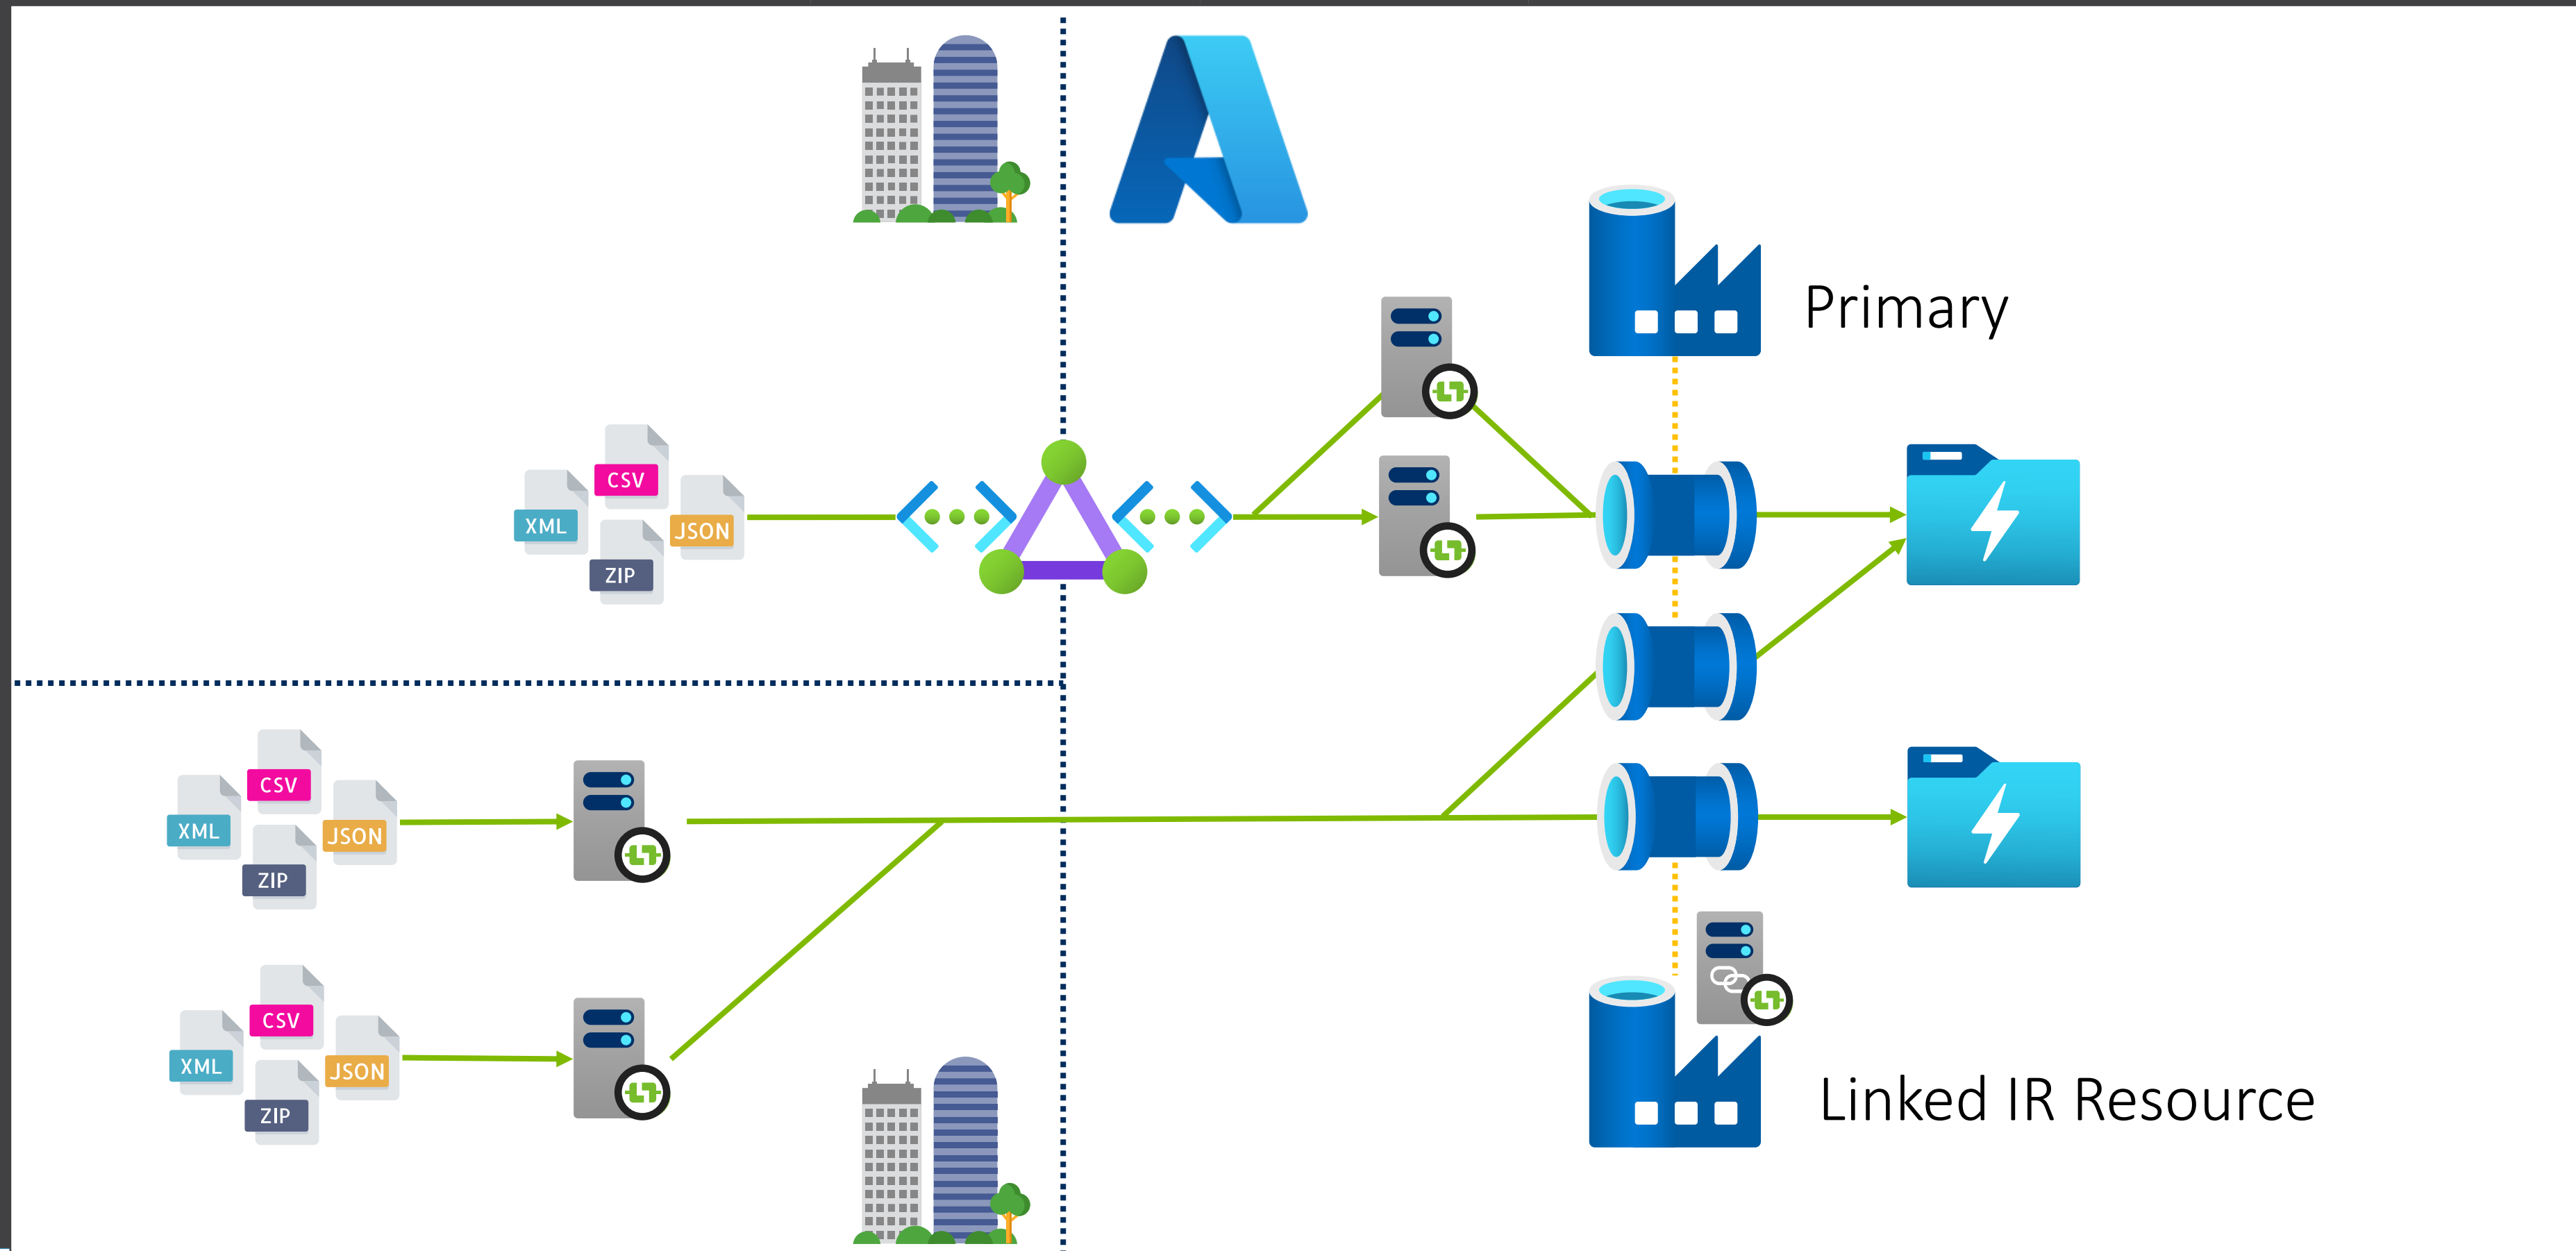 Primary
CSV
XML
JSON
ZIP
CSV
XML
JSON
ZIP
CSV
XML
JSON
ZIP
Linked IR Resource